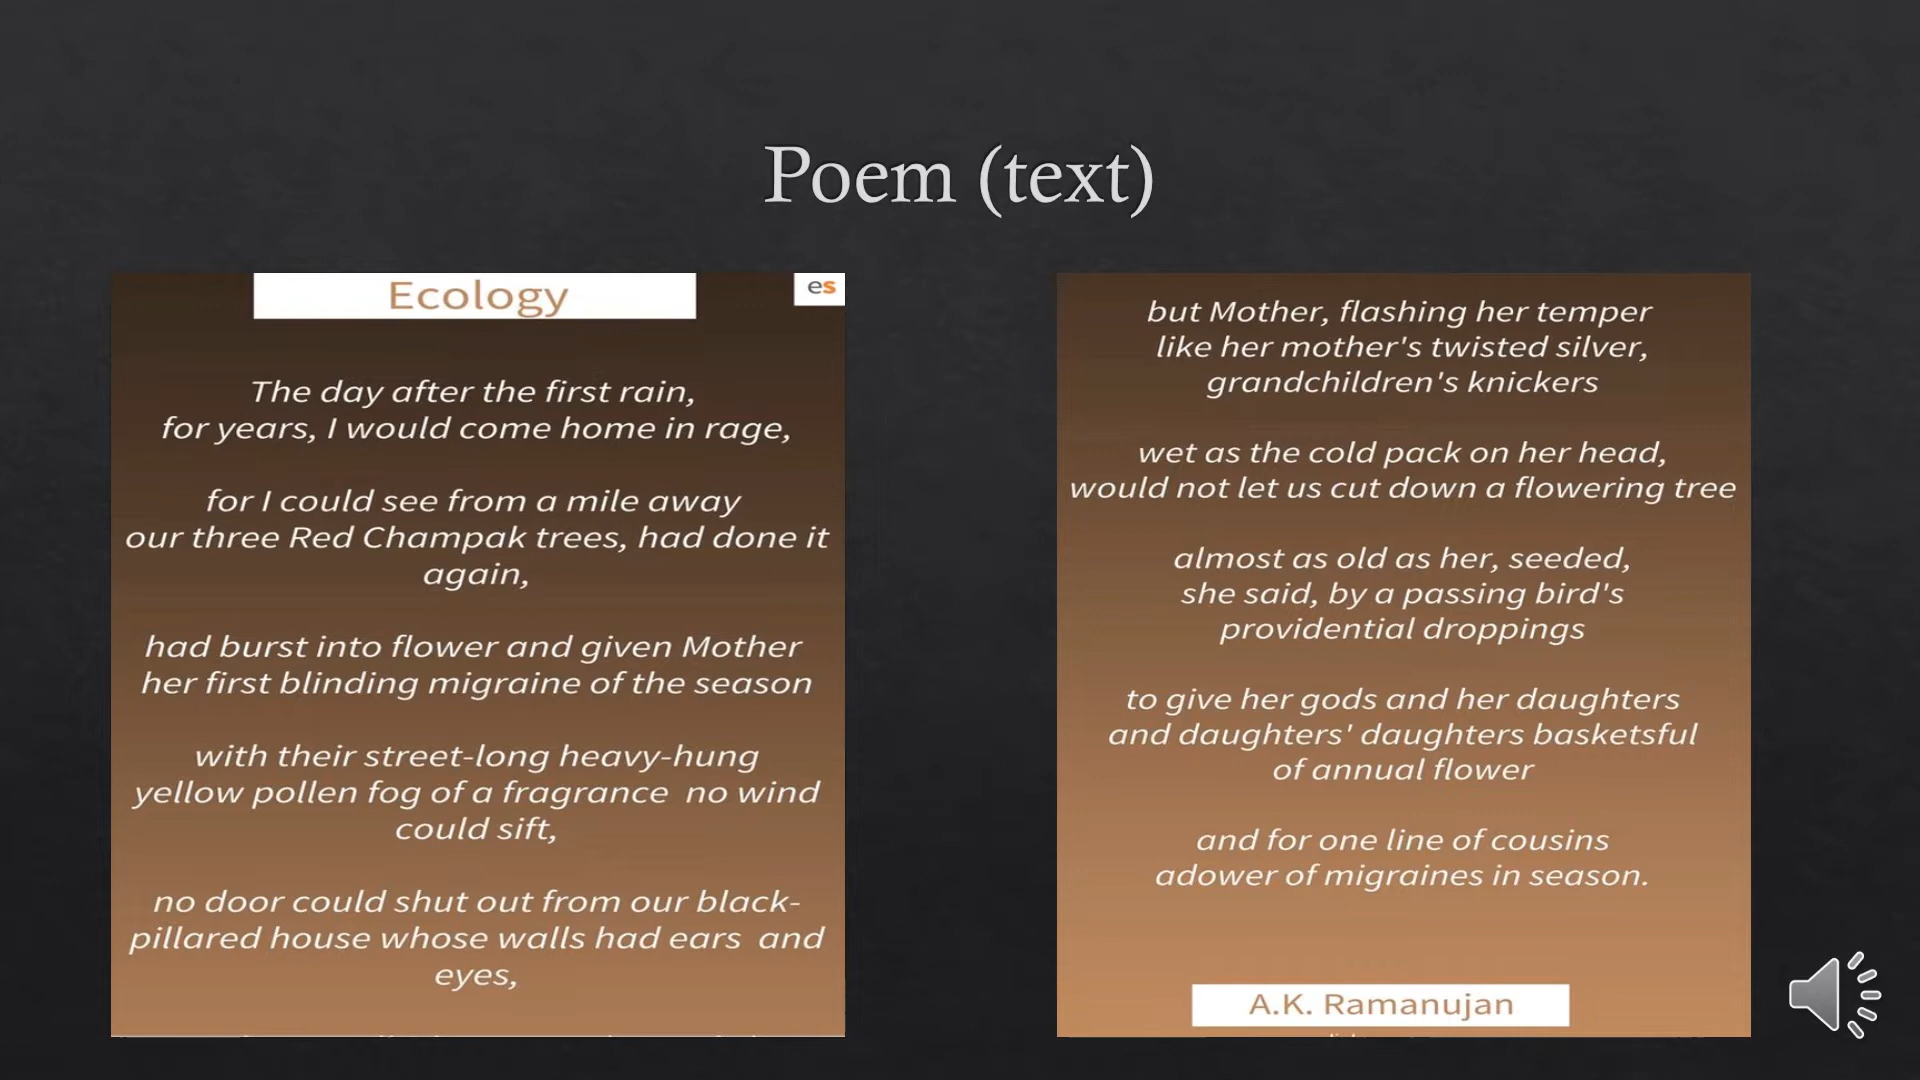 Poem (text)
Ecology
es
The day after the first rain,
for years, I would come home in rage,
for I could see from a mile away
our three Red Champak trees, had done it
again,
had burst into flower and given Mother
her first blinding migraine of the season
with their street-long heavy-hung
yellow pollen fog of a fragrance no wind
could sift,
no door could shut out from our black-
pillared house whose walls had ears and
eyes,
but Mother, flashing her temper
like her mother's twisted silver,
grandchildren's knickers
wet as the cold pack on her head,
would not let us cut down a flowering tree
almost as old as her, seeded,
she said, by a passing bird's
providential droppings
to give her gods and her daughters
and daughters' daughters basketsful
of annual flower
and for one line of cousins
adower of migraines in season.
A.K. Ramanujan